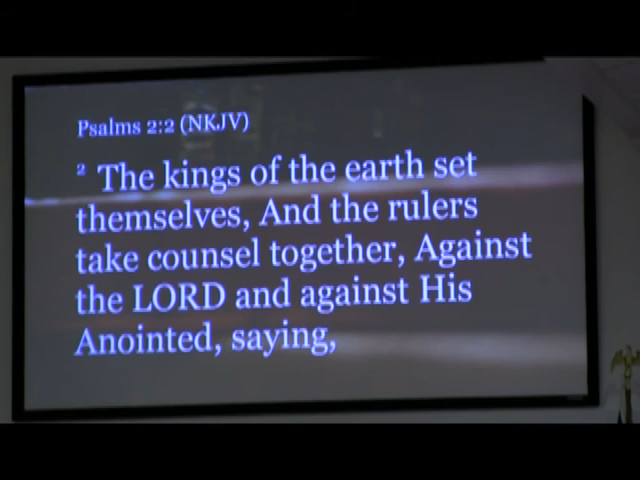 Psalms 2:2 (NKJV)
2 The kings of the earth set
themselves, And the rulers
take counsel together, Against
the LORD and against His
Anointed, saying,